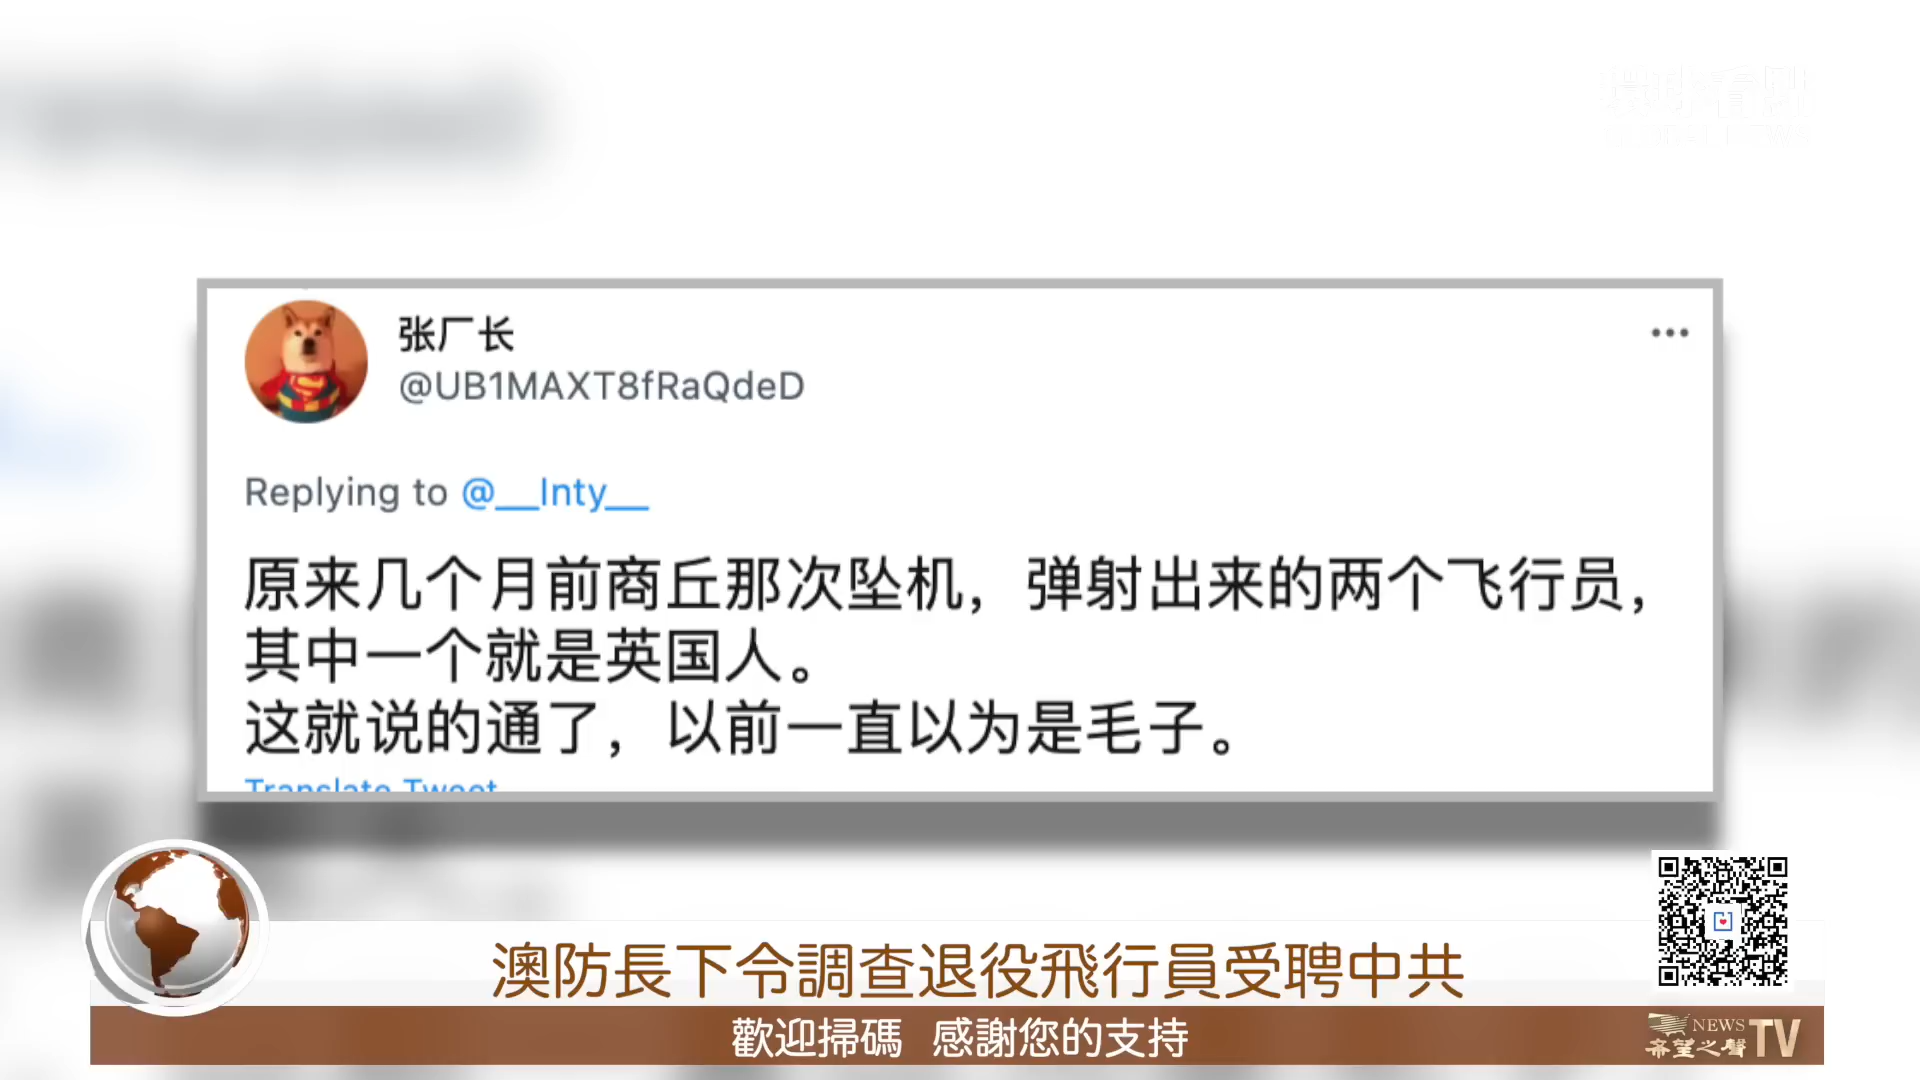 张厂长
@UB1MAXT8fRaQdeD
Replying to @__Inty__
原来几个月前商丘那次坠机，弹射出来的两个飞行员，
其中一个就是英国人。
这就说的通了，以前一直以为是毛子。
Translate Tweet
澳防長下令調查退役飛行員受聘中共
歡迎掃碼 感謝您的支持
NEWS
希望之聲TV